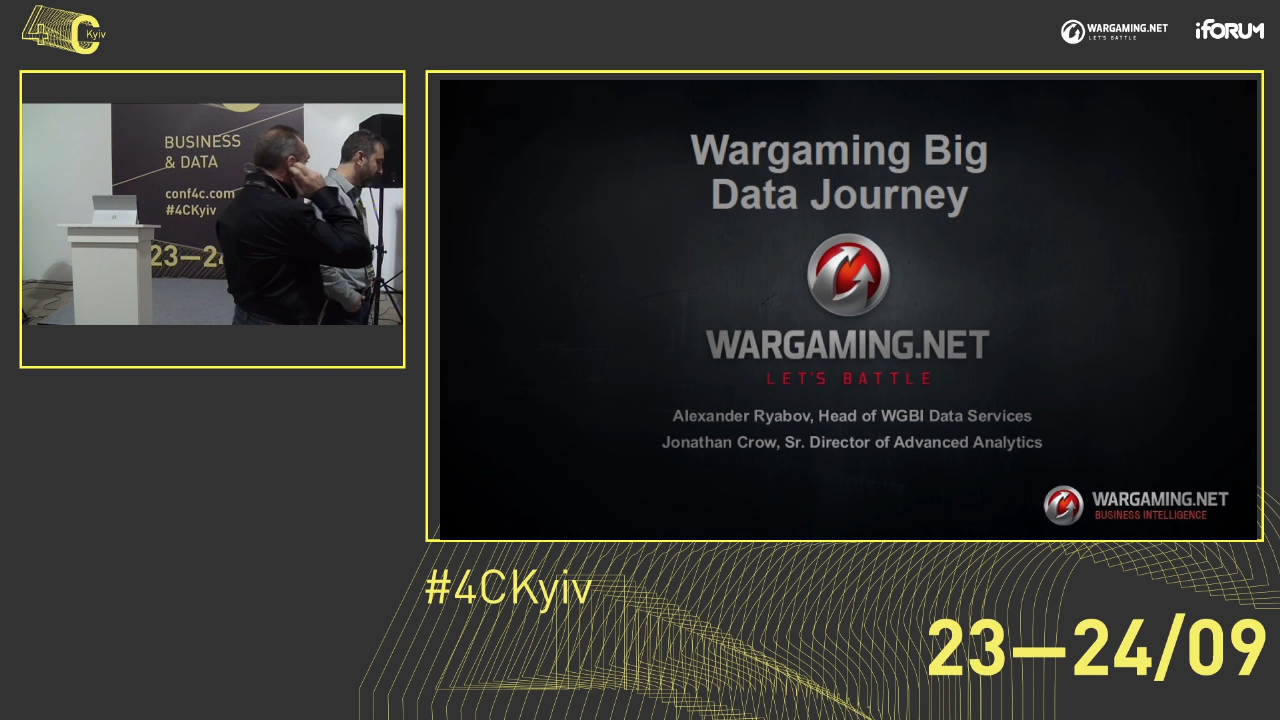 4C Kyiv
WARGAMING.NET
LET'S BATTLE
iFORUM
BUSINESS
& DATA
conf4c.com
#4CKyiv
23—24
Wargaming Big
Data Journey
WARGAMING.NET
LET'S BATTLE
Alexander Ryabov, Head of WGBI Data Services
Jonathan Crow, Sr. Director of Advanced Analytics
WARGAMING.NET
BUSINESS INTELLIGENCE
#4CKyiv
23—24/09